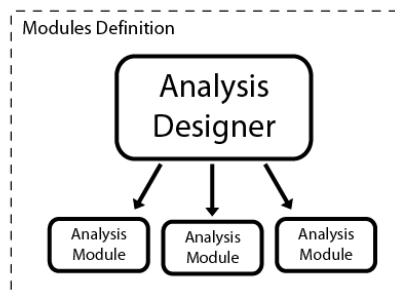 Modules Definition
Analysis
Designer
Analysis
Module
Analysis
Module
Analysis
Module